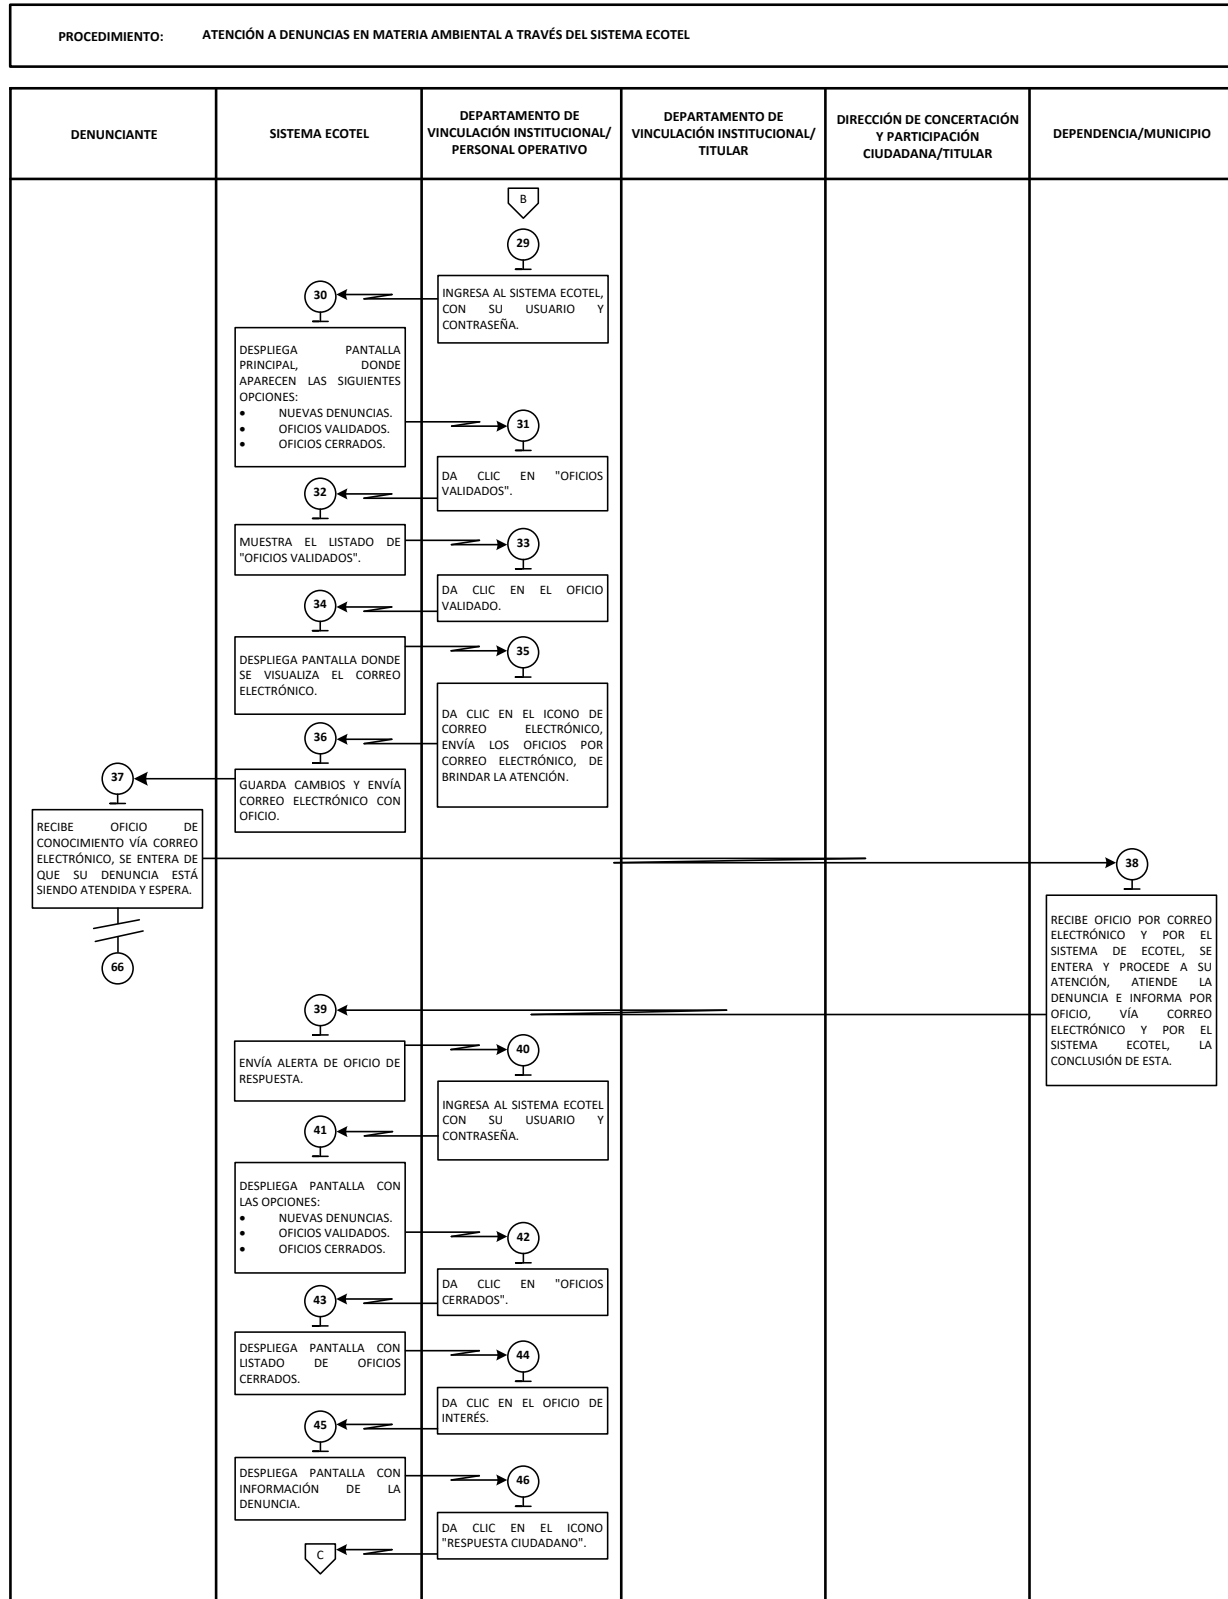 PROCEDIMIENTO: ATENCIÓN A DENUNCIAS EN MATERIA AMBIENTAL A TRAVÉS DEL SISTEMA ECOTEL
DENUNCIANTE
SISTEMA ECOTEL
DEPARTAMENTO DE
VINCULACIÓN INSTITUCIONAL/
PERSONAL OPERATIVO
DEPARTAMENTO DE
VINCULACIÓN INSTITUCIONAL/
TITULAR
DIRECCIÓN DE CONCERTACIÓN
Y PARTICIPACIÓN
CIUDADANA/TITULAR
DEPENDENCIA/MUNICIPIO
B
29
INGRESA AL SISTEMA ECOTEL,
CON SU USUARIO Y
CONTRASEÑA.
30
DESPLIEGA PANTALLA
PRINCIPAL, DONDE
APARECEN LAS SIGUIENTES
OPCIONES:
• NUEVAS DENUNCIAS.
• OFICIOS VALIDADOS.
• OFICIOS CERRADOS.
31
DA CLIC EN "OFICIOS
VALIDADOS".
32
MUESTRA EL LISTADO DE
"OFICIOS VALIDADOS".
33
DA CLIC EN EL OFICIO
VALIDADO.
34
DESPLIEGA PANTALLA DONDE
SE VISUALIZA EL CORREO
ELECTRÓNICO.
35
DA CLIC EN EL ICONO DE
CORREO ELECTRÓNICO,
ENVÍA LOS OFICIOS POR
CORREO ELECTRÓNICO, DE
BRINDAR LA ATENCIÓN.
36
GUARDA CAMBIOS Y ENVÍA
CORREO ELECTRÓNICO CON
OFICIO.
37
RECIBE OFICIO DE
CONOCIMIENTO VÍA CORREO
ELECTRÓNICO, SE ENTERA DE
QUE SU DENUNCIA ESTÁ
SIENDO ATENDIDA Y ESPERA.
66
38
RECIBE OFICIO POR CORREO
ELECTRÓNICO Y POR EL
SISTEMA DE ECOTEL, SE
ENTERA Y PROCEDE A SU
ATENCIÓN, ATIENDE LA
DENUNCIA E INFORMA POR
OFICIO, VÍA CORREO
ELECTRÓNICO Y POR EL
SISTEMA ECOTEL, LA
CONCLUSIÓN DE ESTA.
39
ENVÍA ALERTA DE OFICIO DE
RESPUESTA.
40
INGRESA AL SISTEMA ECOTEL
CON SU USUARIO Y
CONTRASEÑA.
41
DESPLIEGA PANTALLA CON
LAS OPCIONES:
• NUEVAS DENUNCIAS.
• OFICIOS VALIDADOS.
• OFICIOS CERRADOS.
42
DA CLIC EN "OFICIOS
CERRADOS".
43
DESPLIEGA PANTALLA CON
LISTADO DE OFICIOS
CERRADOS.
44
DA CLIC EN EL OFICIO DE
INTERÉS.
45
DESPLIEGA PANTALLA CON
INFORMACIÓN DE LA
DENUNCIA.
46
DA CLIC EN EL ICONO
"RESPUESTA CIUDADANO".
C